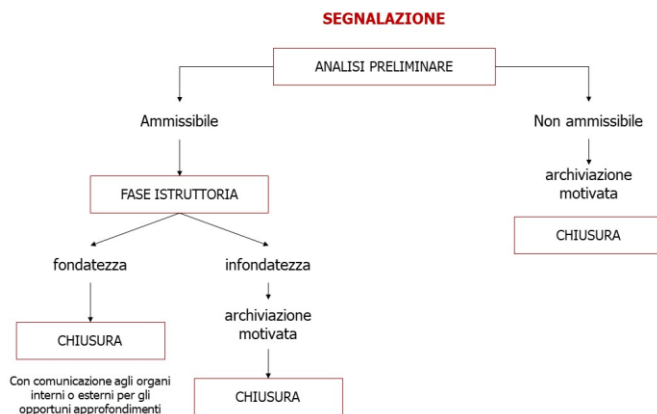 SEGNALAZIONE
ANALISI PRELIMINARE
Ammissibile
Non ammissibile
archiviazione
motivata
FASE ISTRUTTORIA
CHIUSURA
fondatezza
infondatezza
archiviazione
motivata
CHIUSURA
Con comunicazione agli organi
interni o esterni per gli
opportuni approfondimenti
CHIUSURA